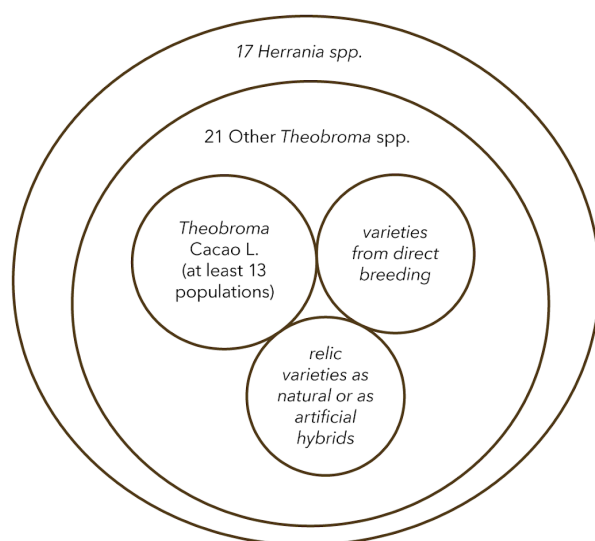 17 Herrania spp.
21 Other Theobroma spp.
Theobroma
Cacao L.
(at least 13
populations)
varieties
from direct
breeding
relic
varieties as
natural or as
artificial
hybrids